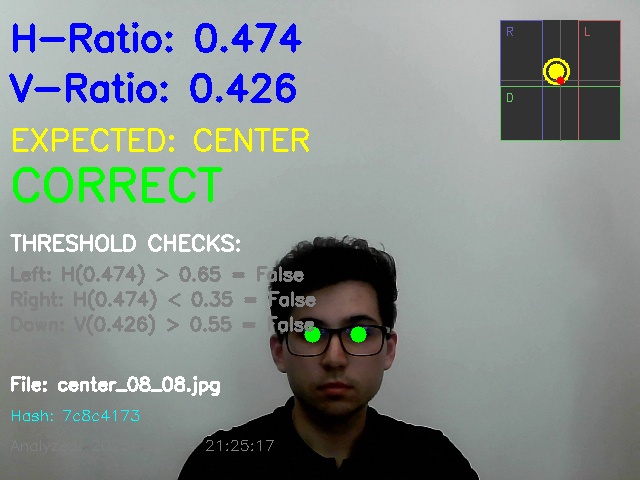 H-Ratio: 0.474
V-Ratio: 0.426
EXPECTED: CENTER
CORRECT
THRESHOLD CHECKS:
Left: H(0.474) > 0.65 = False
Right: H(0.474) < 0.35 = False
Down: V(0.426) > 0.55 = False
File: center_08_08.jpg
Hash: 7c8c4173
21:25:17
R
L
D